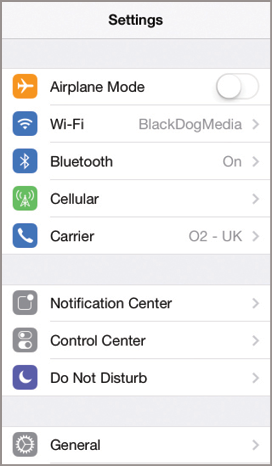 Settings
Airplane Mode
Wi-Fi BlackDogMedia
Bluetooth On
Cellular
Carrier O2 - UK
Notification Center
Control Center
Do Not Disturb
General